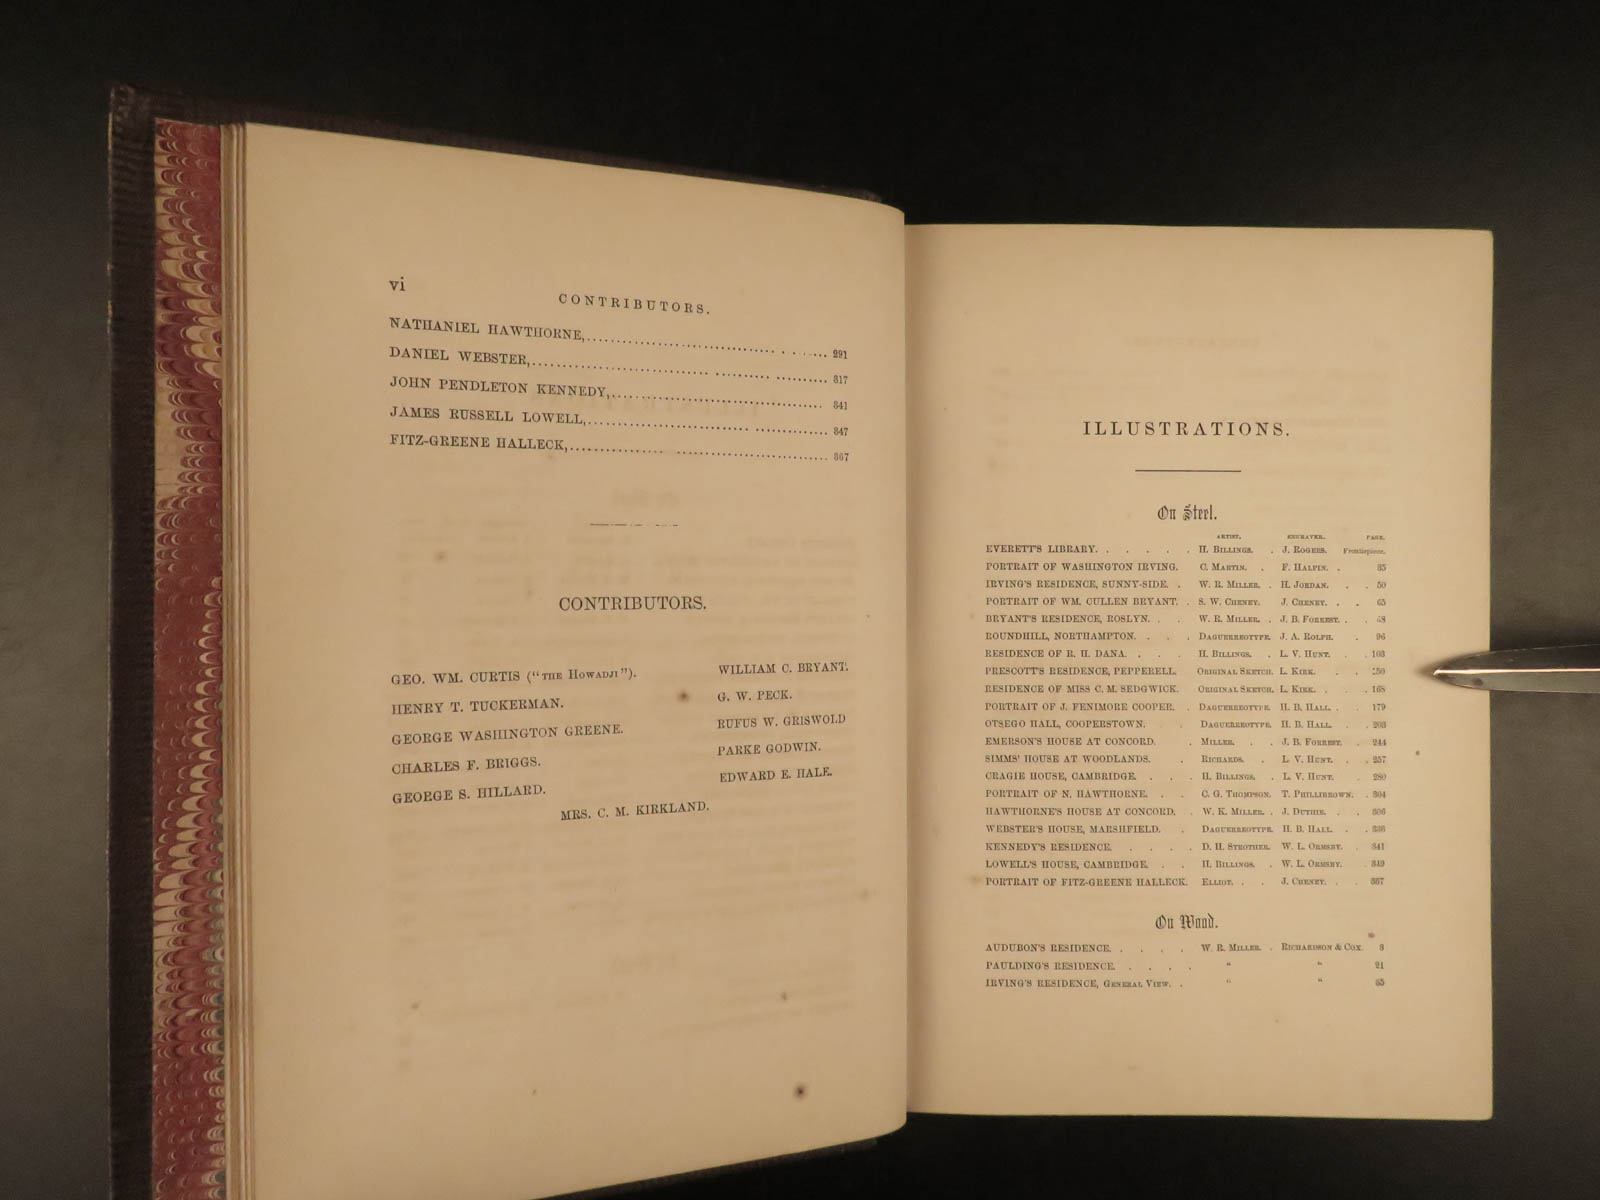 vi
CONTRIBUTORS.
NATHANIEL HAWTHORNE, 291
DANIEL WEBSTER, 317
JOHN PENDLETON KENNEDY, 341
JAMES RUSSELL LOWELL, 347
FITZ-GREENE HALLECK, 367
CONTRIBUTORS.
GEO. WM. CURTIS ("THE HOWADJI").
HENRY T. TUCKERMAN.
GEORGE WASHINGTON GREENE.
CHARLES F. BRIGGS.
GEORGE S. HILLARD.
WILLIAM C. BRYANT.
G. W. PECK.
RUFUS W. GRISWOLD
PARKE GODWIN.
EDWARD E. HALE.
MRS. C. M. KIRKLAND.
ILLUSTRATIONS.
On Steel.
ARTIST. ENGRAVER. PAGE.
EVERETT'S LIBRARY. H. BILLINGS. J. ROGERS. Frontispiece.
PORTRAIT OF WASHINGTON IRVING. C. MARTIN. F. HALPIN. 35
IRVING'S RESIDENCE, SUNNY-SIDE. W. R. MILLER. H. JORDAN. 50
PORTRAIT OF WM. CULLEN BRYANT. S. W. CHENEY. J. CHENEY. 65
BRYANT'S RESIDENCE, ROSLYN. W. R. MILLER. J. B. FORREST.
ROUNDHILL, NORTHAMPTON. DAGUERREOTYPE. J. A. ROLPH. 96
RESIDENCE OF R. H. DANA. H. BILLINGS. L. V. HUNT. 103
PRESCOTT'S RESIDENCE, PEPPERELL. ORIGINAL SKETCH. L. KIRK.
RESIDENCE OF MISS C. M. SEDGWICK. ORIGINAL SKETCH. L. KIRK. 168
PORTRAIT OF J. FENIMORE COOPER. DAGUERREOTYPE. H. B. HALL. 179
OTSEGO HALL, COOPERSTOWN. DAGUERREOTYPE. H. B. HALL. 203
EMERSON'S HOUSE AT CONCORD. MILLER. J. B. FORREST. 244
SIMMS' HOUSE AT WOODLANDS. RICHARDS. L. V. HUNT. 257
CRAGIE HOUSE, CAMBRIDGE. H. BILLINGS. L. V. HUNT. 280
PORTRAIT OF N. HAWTHORNE. C. G. THOMPSON. T. PHILLIBROWN. 304
HAWTHORNE'S HOUSE AT CONCORD. W. K. MILLER. J. DUTHIE. 306
WEBSTER'S HOUSE, MARSHFIELD. DAGUERREOTYPE. H. B. HALL. 336
KENNEDY'S RESIDENCE. D. H. STROTHER. W. L. ORMSBY. 341
LOWELL'S HOUSE, CAMBRIDGE. H. BILLINGS. W. L. ORMSBY. 349
PORTRAIT OF FITZ-GREENE HALLECK. ELLIOT. J. CHENEY. 367
On Wood.
AUDUBON'S RESIDENCE. W. R. MILLER. RICHARDSON & COX. 3
PAULDING'S RESIDENCE. " " 21
IRVING'S RESIDENCE, GENERAL VIEW. " " 35